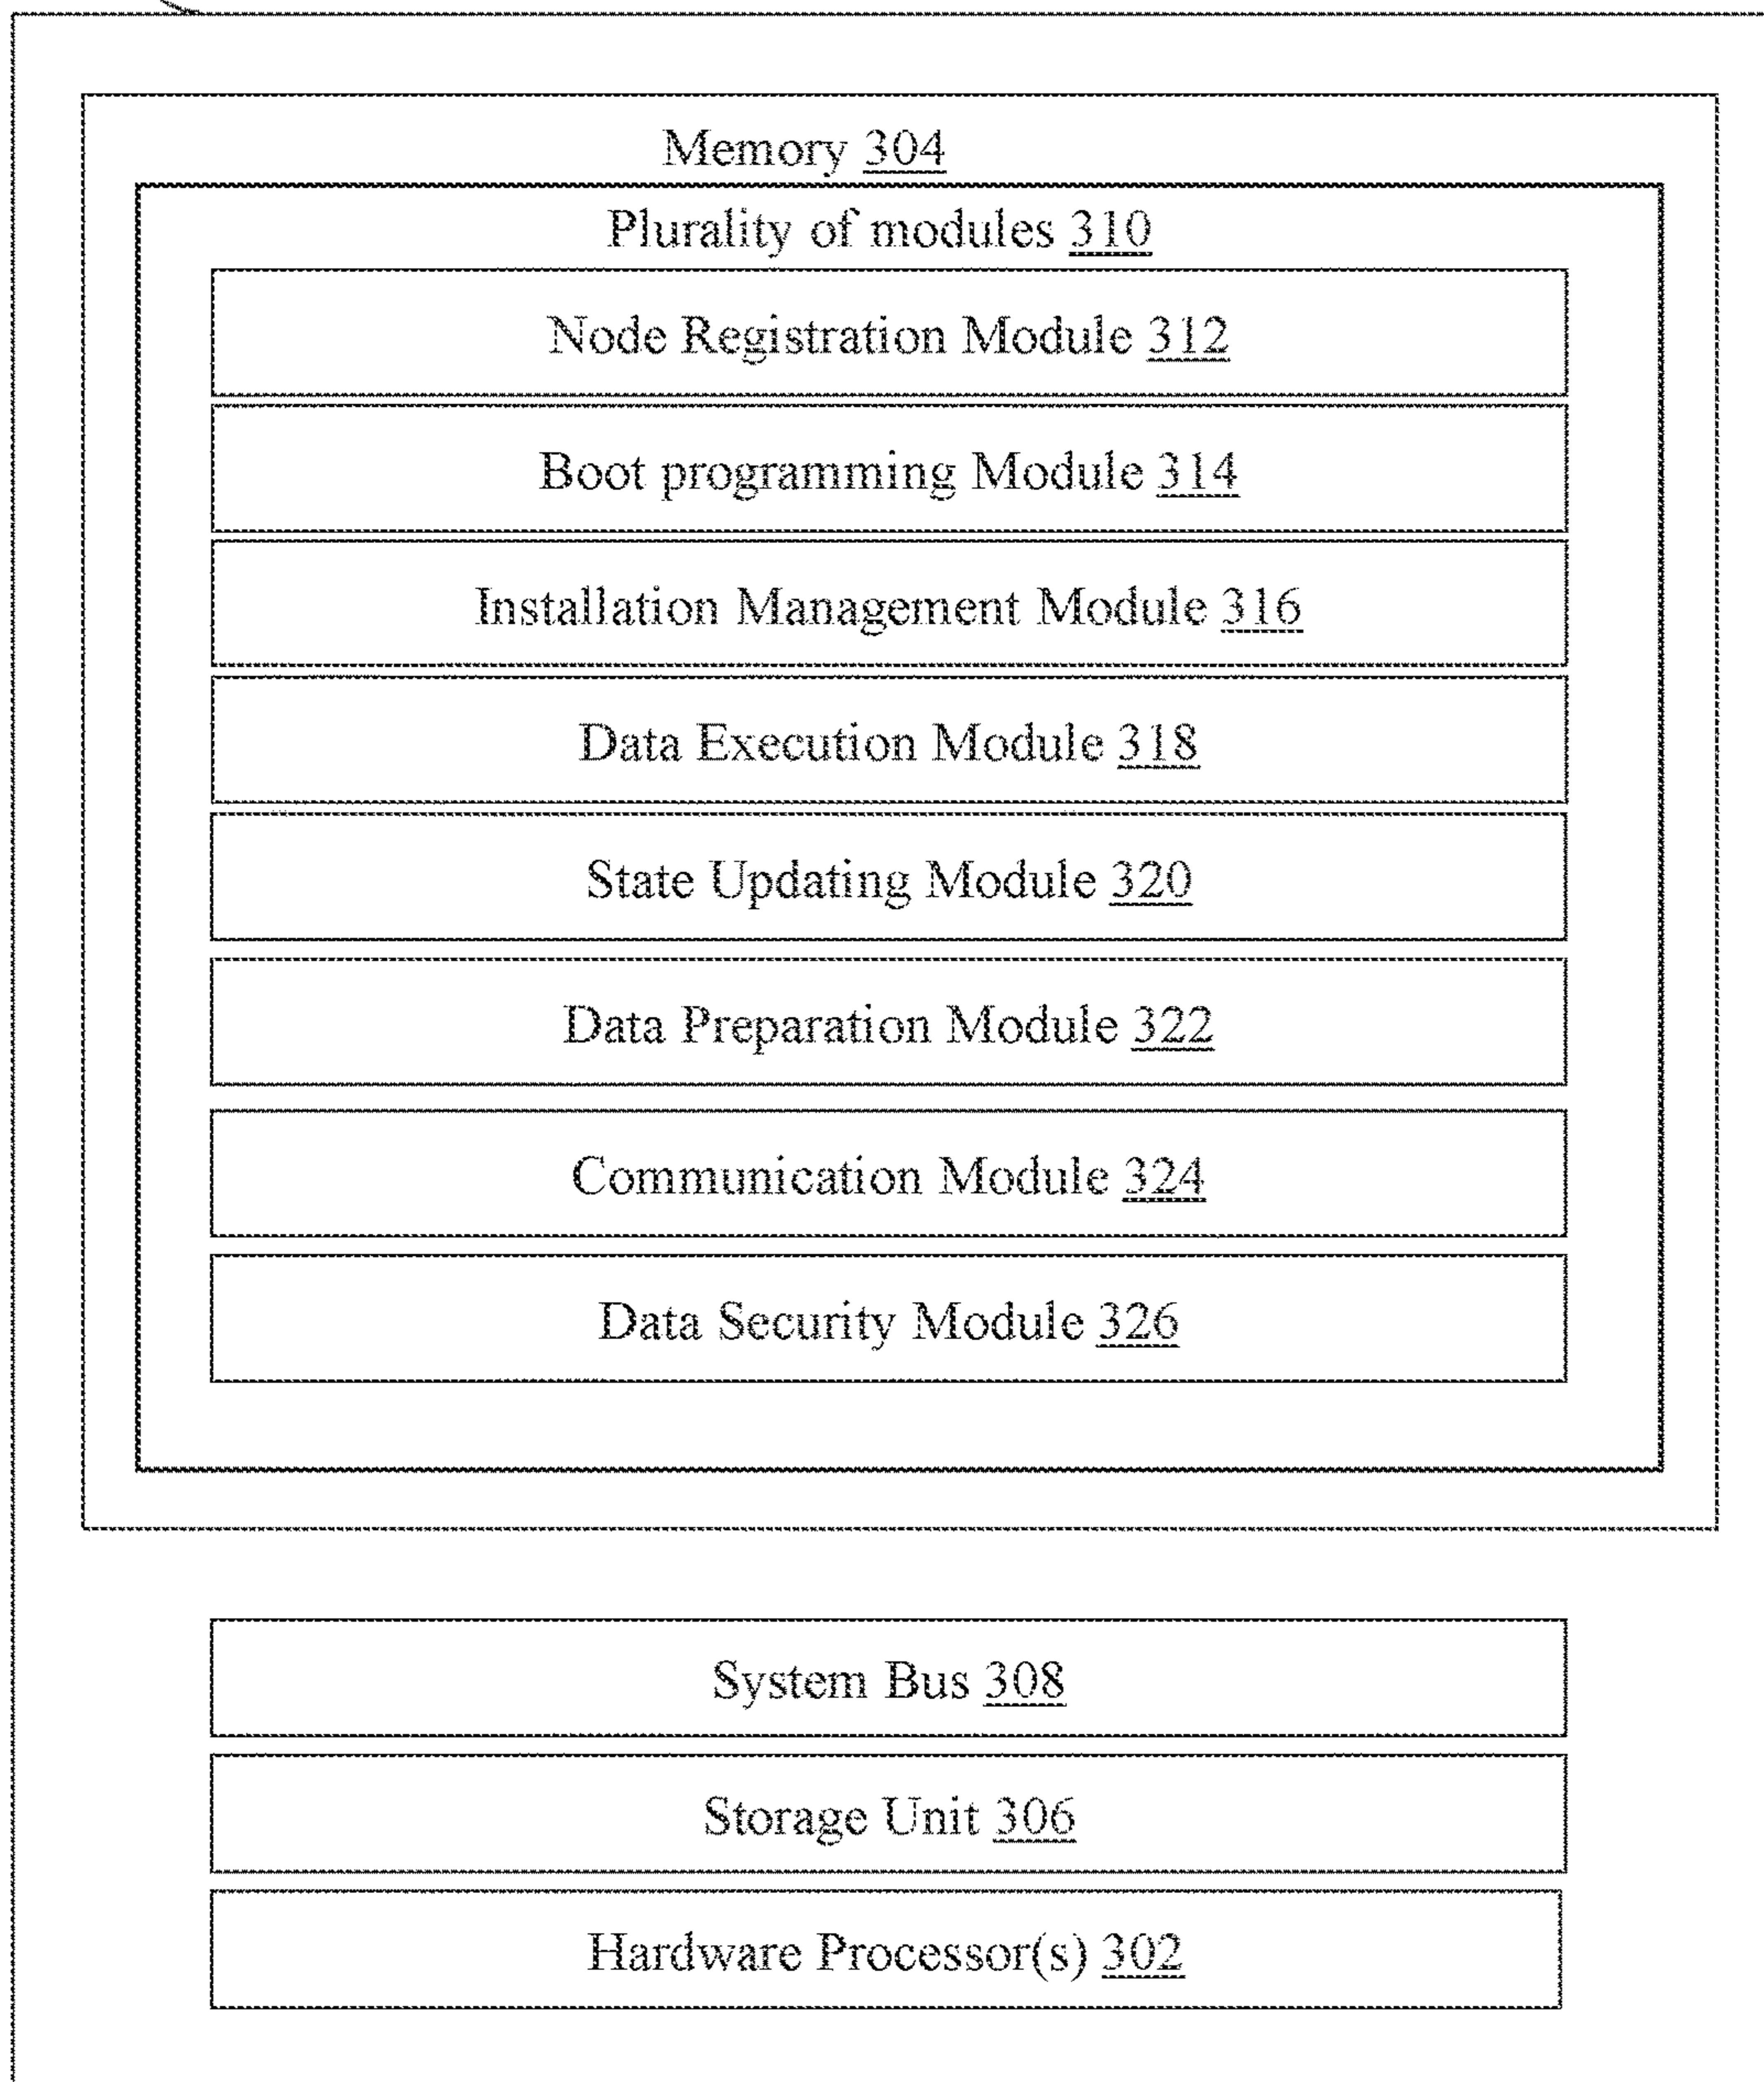 Memory 304
Plurality of modules 310
Node Registration Module 312
Boot programming Module 314
Installation Management Module 316
Data Execution Module 318
State Updating Module 320
Data Preparation Module 322
Communication Module 324
Data Security Module 326
System Bus 308
Storage Unit 306
Hardware Processor(s) 302